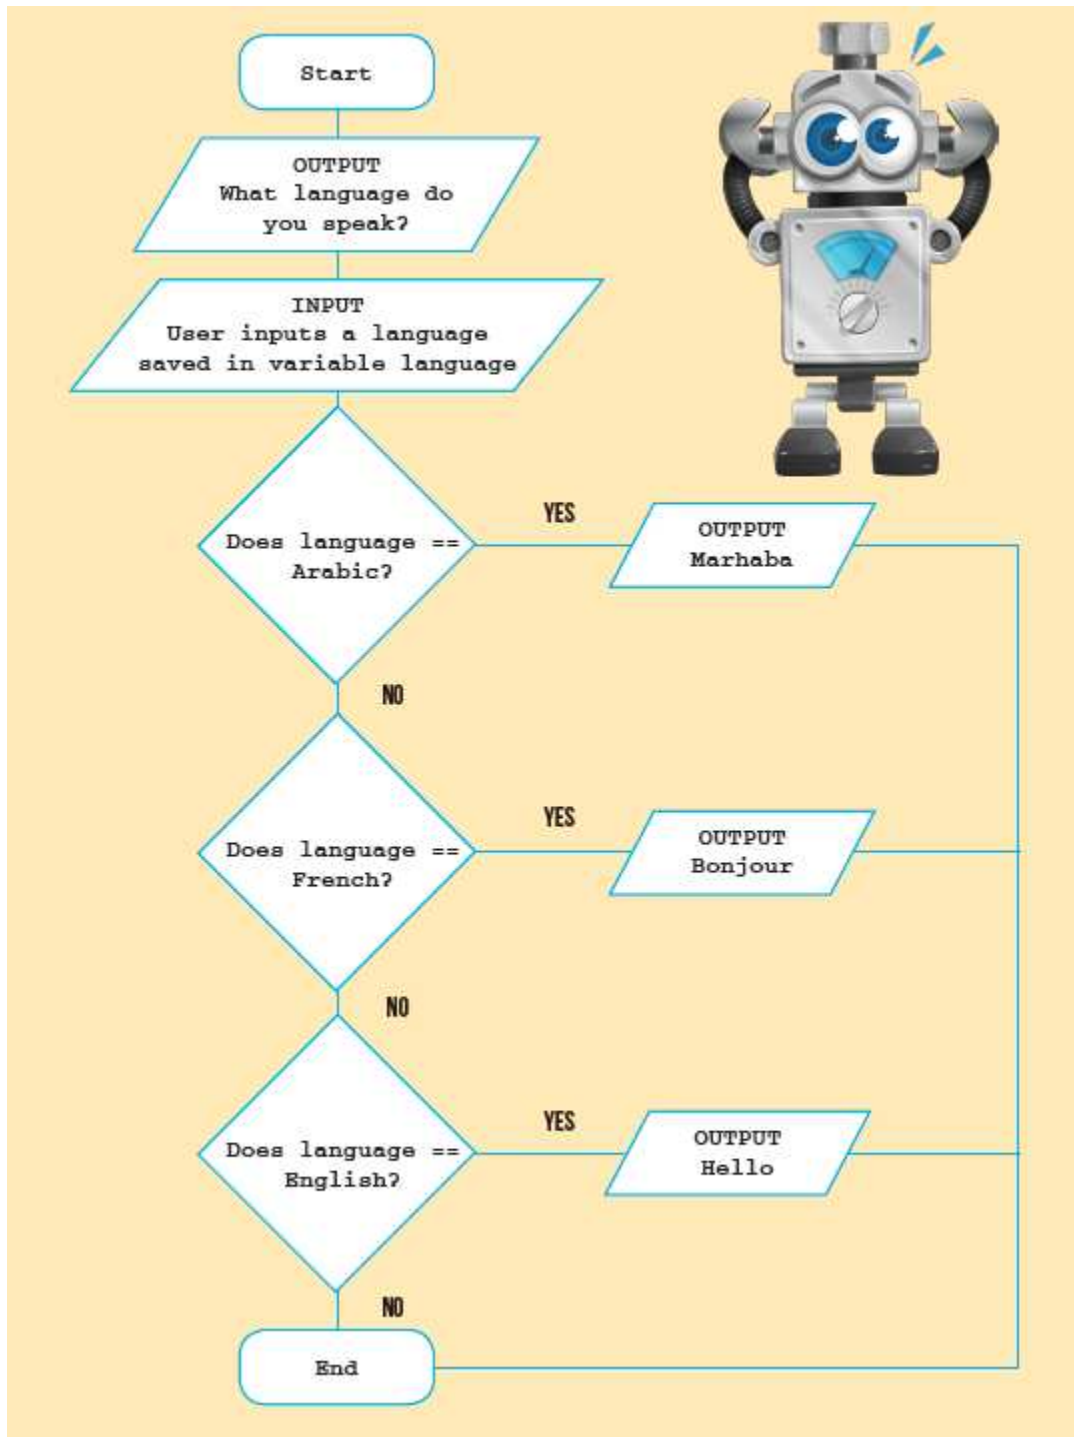 Start
OUTPUT
What language do
you speak?
INPUT
User inputs a language
saved in variable language
Does language ==
Arabic?
YES
OUTPUT
Marhaba
NO
Does language ==
French?
YES
OUTPUT
Bonjour
NO
Does language ==
English?
YES
OUTPUT
Hello
NO
End